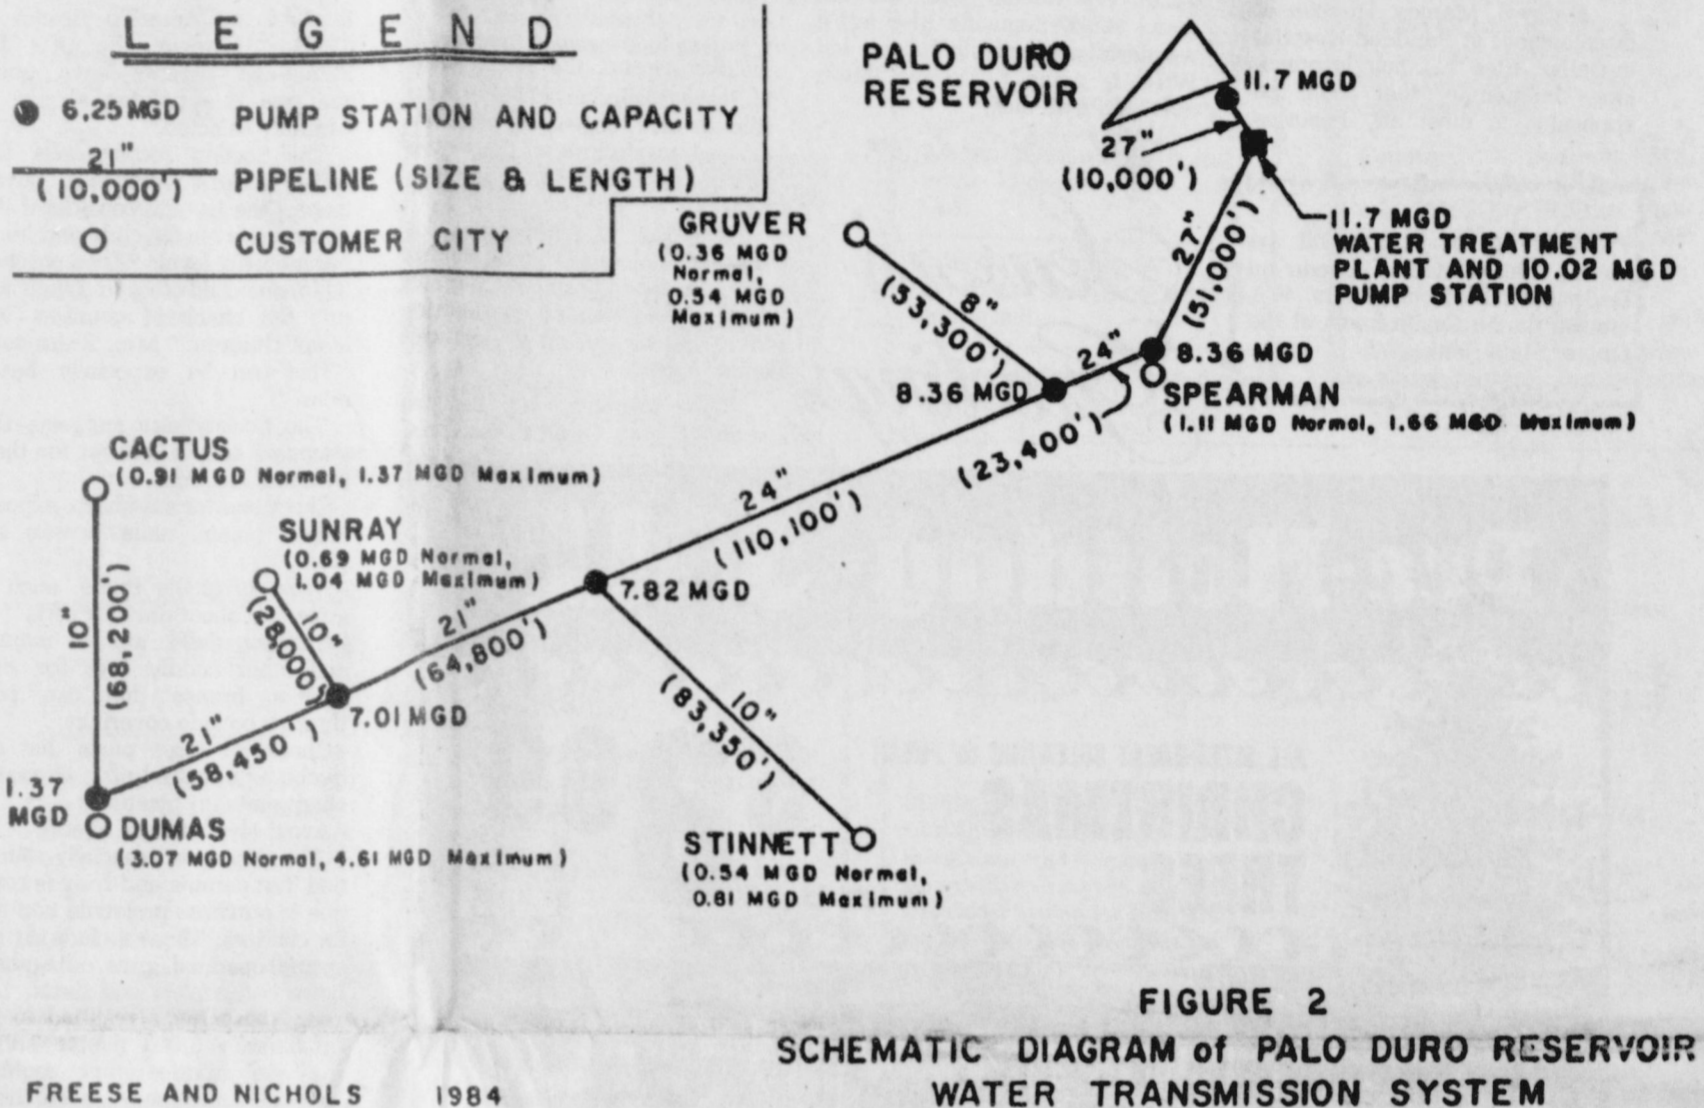 LEGEND
6.25 MGD PUMP STATION AND CAPACITY
21"
(10,000') PIPELINE (SIZE & LENGTH)
CUSTOMER CITY
PALO DURO
RESERVOIR
11.7 MGD
27"
(10,000')
11.7 MGD
WATER TREATMENT
PLANT AND 10.02 MGD
PUMP STATION
27"
(51,000')
GRUVER
(0.36 MGD
Normal,
0.54 MGD
Maximum)
8"
(53,300')
24"
8.36 MGD
8.36 MGD
SPEARMAN
(1.11 MGD Normal, 1.66 MGD Maximum)
(23,400')
CACTUS
(0.91 MGD Normal, 1.37 MGD Maximum)
24"
(110,100')
SUNRAY
(0.69 MGD Normal,
1.04 MGD Maximum)
7.82 MGD
10"
(68,200')
10"
(28,000')
21"
(64,800')
7.01 MGD
10"
(83,350')
21"
(58,450')
1.37
MGD
DUMAS
(3.07 MGD Normal, 4.61 MGD Maximum)
STINNETT
(0.54 MGD Normal,
0.81 MGD Maximum)
FIGURE 2
SCHEMATIC DIAGRAM of PALO DURO RESERVOIR
WATER TRANSMISSION SYSTEM
FREESE AND NICHOLS 1984